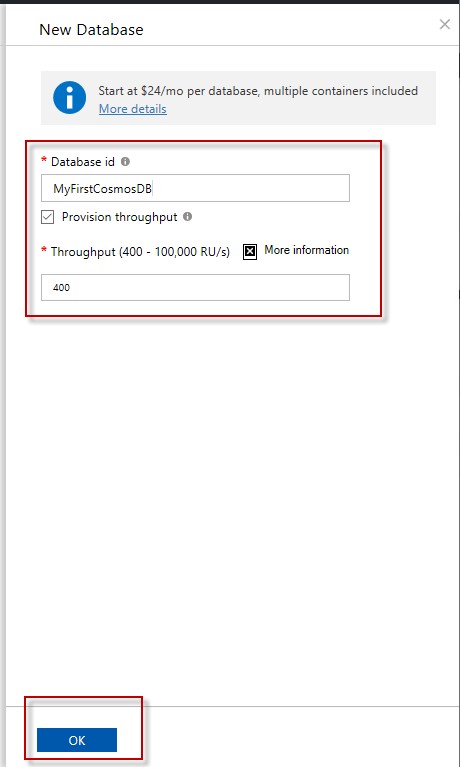 New Database
Start at $24/mo per database, multiple containers included
More details
* Database id
MyFirstCosmosDB
Provision throughput
* Throughput (400 - 100,000 RU/s) More information
400
OK